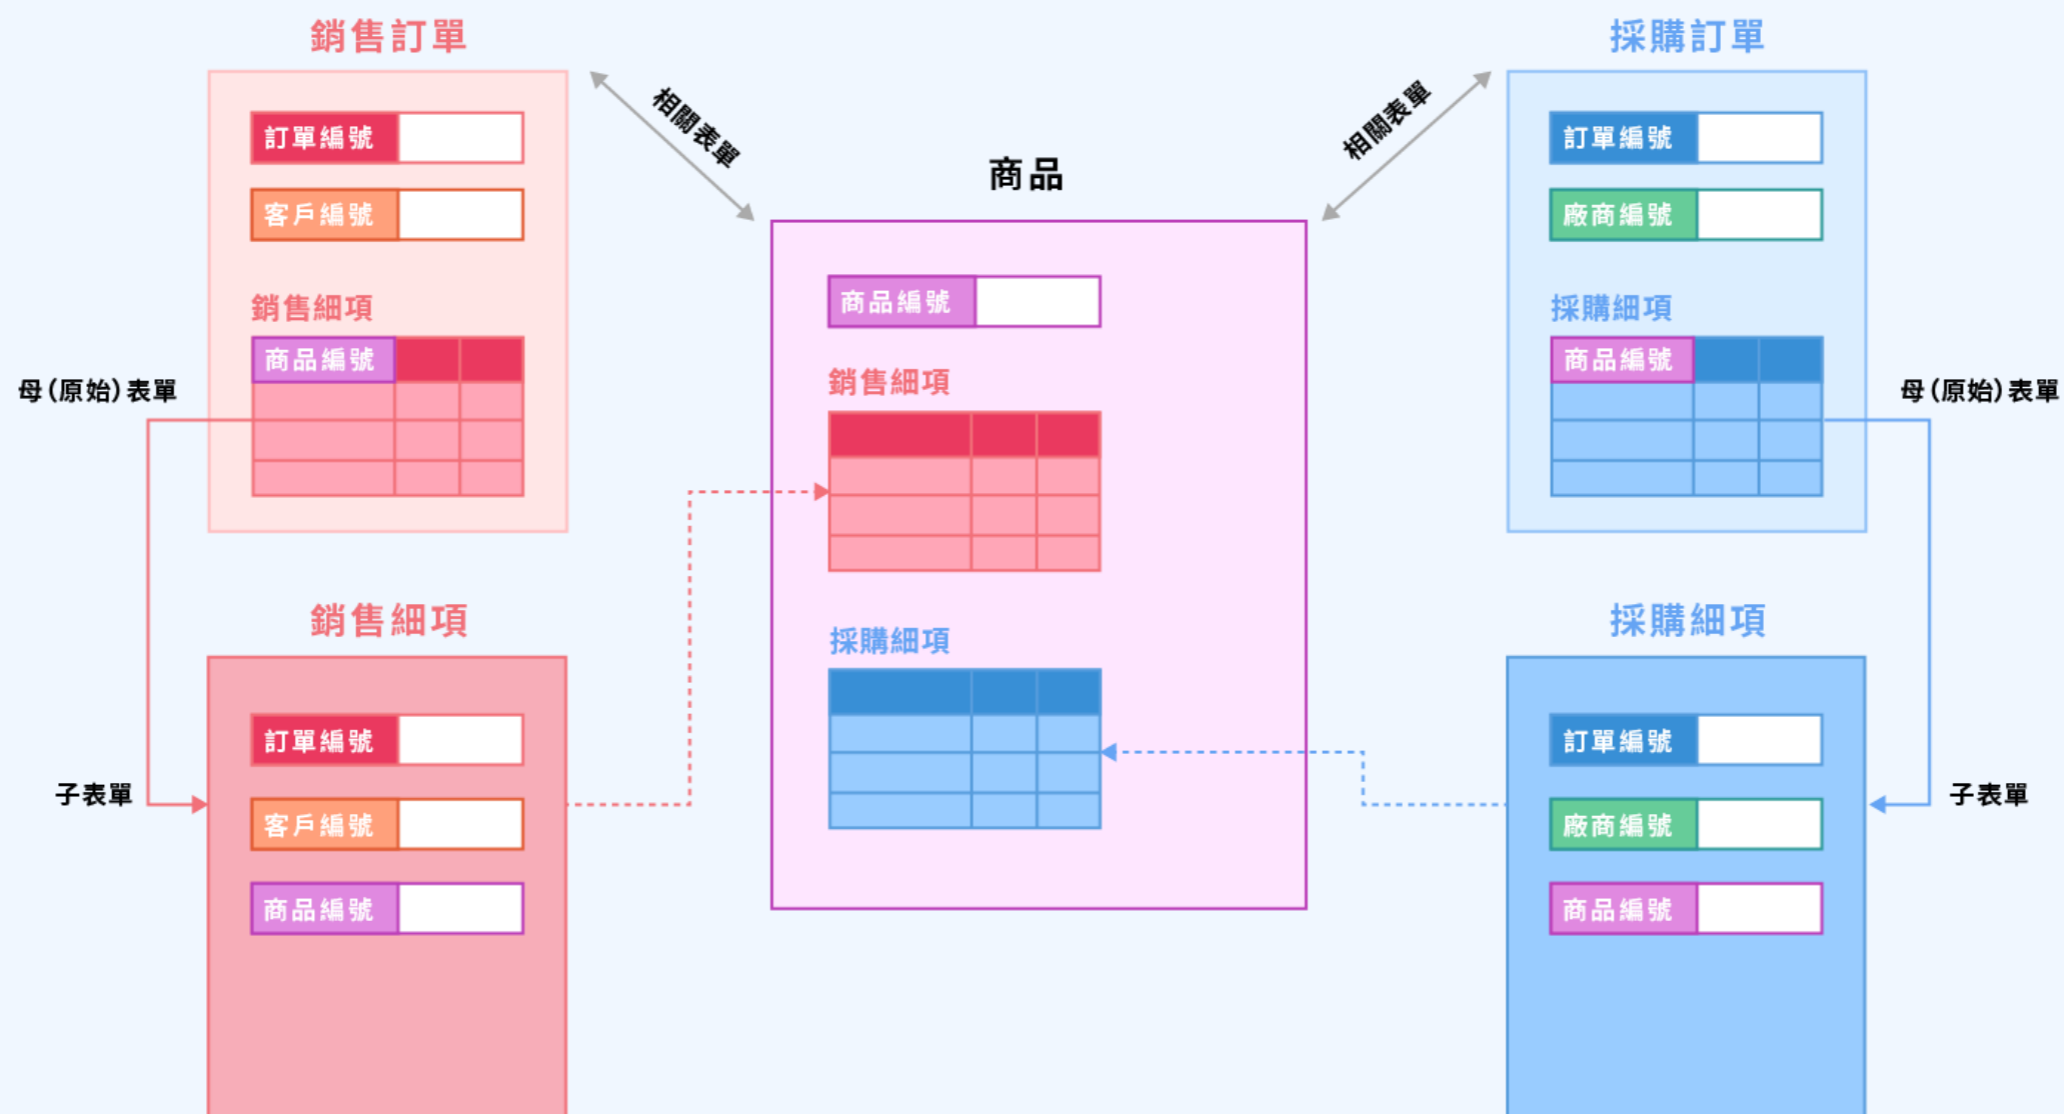 銷售訂單
訂單編號
客戶編號
銷售細項
商品編號
母(原始)表單
子表單
銷售細項
訂單編號
客戶編號
商品編號
相關表單
商品
商品編號
銷售細項
採購細項
相關表單
採購訂單
訂單編號
廠商編號
採購細項
商品編號
母(原始)表單
子表單
採購細項
訂單編號
廠商編號
商品編號